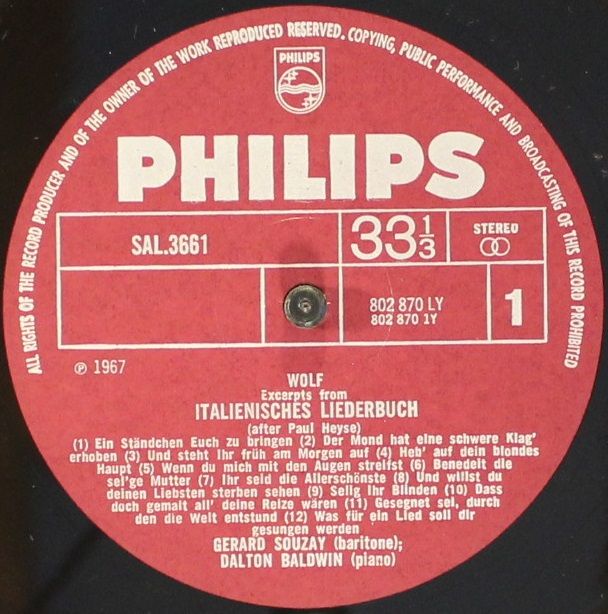 ALL RIGHTS OF THE RECORD PRODUCER AND OF THE OWNER OF THE WORK REPRODUCED RESERVED. COPYING, PUBLIC PERFORMANCE AND BROADCASTING OF THIS RECORD PROHIBITED
PHILIPS
PHILIPS
SAL.3661
33 1/3
STEREO
802 870 LY
802 870 1Y
1
℗ 1967
WOLF
Excerpts from
ITALIENISCHES LIEDERBUCH
(after Paul Heyse)
(1) Ein Ständchen Euch zu bringen (2) Der Mond hat eine schwere Klag'
erhoben (3) Und steht Ihr früh am Morgen auf (4) Heb' auf dein blondes
Haupt (5) Wenn du mich mit den Augen streifst (6) Benedeit die
sel'ge Mutter (7) Ihr seid die Allerschönste (8) Und willst du
deinen Liebsten sterben sehen (9) Selig Ihr Blinden (10) Dass
doch gemalt all' deine Reize wären (11) Gesegnet sei, durch
den die Welt entstund (12) Was für ein Lied soll dir
gesungen werden
GERARD SOUZAY (baritone);
DALTON BALDWIN (piano)